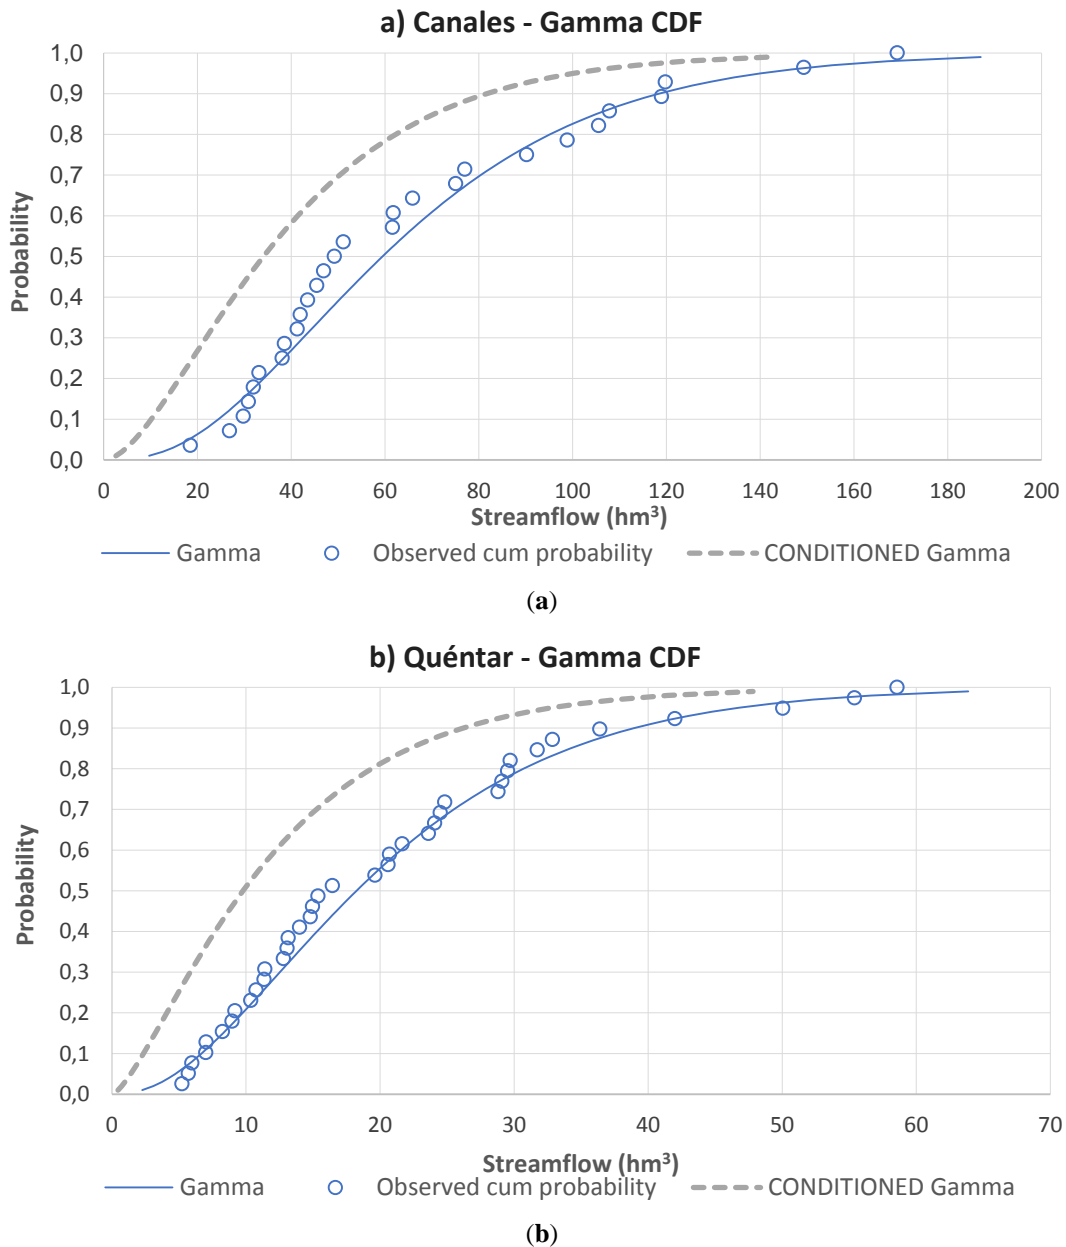 a) Canales - Gamma CDF
1,0
0,9
0,8
0,7
0,6
0,5
0,4
0,3
0,2
0,1
0,0
Probability
0 20 40 60 80 100 120 140 160 180 200
Streamflow (hm³)
Gamma Observed cum probability CONDITIONED Gamma
(a)
b) Quéntar - Gamma CDF
1,0
0,9
0,8
0,7
0,6
0,5
0,4
0,3
0,2
0,1
0,0
Probability
0 10 20 30 40 50 60 70
Streamflow (hm³)
Gamma Observed cum probability CONDITIONED Gamma
(b)